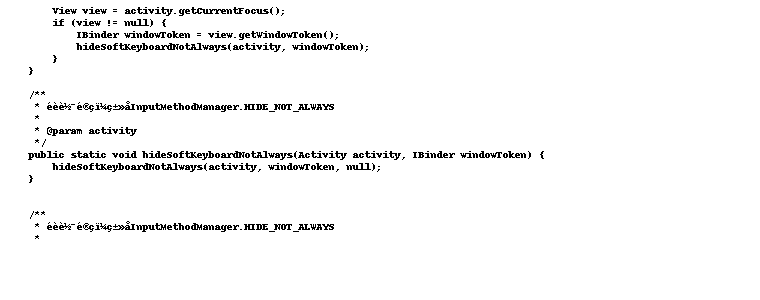 View view = activity.getCurrentFocus();
if (view != null) {
IBinder windowToken = view.getWindowToken();
hideSoftKeyboardNotAlways(activity, windowToken);
}
}
/**
* éèè½¯é®çï¼ç±»åInputMethodManager.HIDE_NOT_ALWAYS
*
* @param activity
*/
public static void hideSoftKeyboardNotAlways(Activity activity, IBinder windowToken) {
hideSoftKeyboardNotAlways(activity, windowToken, null);
}
/**
* éèè½¯é®çï¼ç±»åInputMethodManager.HIDE_NOT_ALWAYS
*